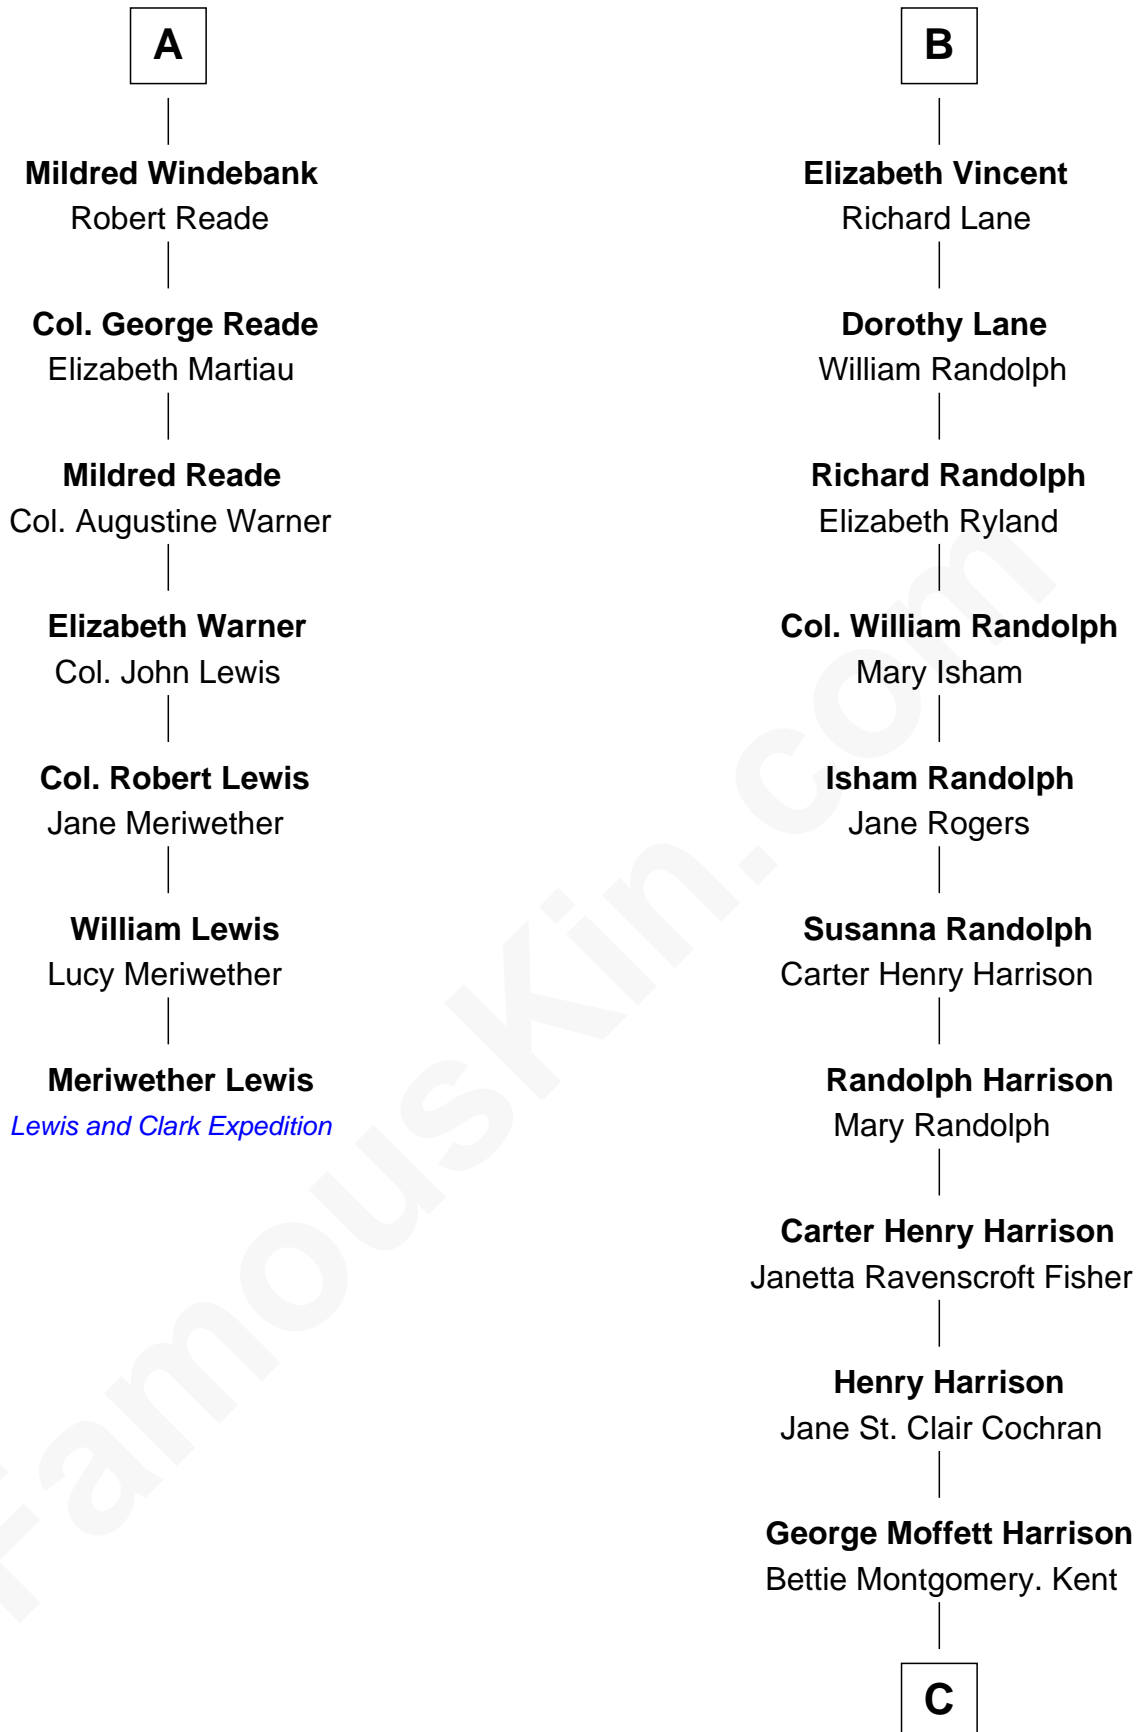 A
Mildred Windebank
Robert Reade
Col. George Reade
Elizabeth Martiau
Mildred Reade
Col. Augustine Warner
Elizabeth Warner
Col. John Lewis
Col. Robert Lewis
Jane Meriwether
William Lewis
Lucy Meriwether
Meriwether Lewis
Lewis and Clark Expedition
B
Elizabeth Vincent
Richard Lane
Dorothy Lane
William Randolph
Richard Randolph
Elizabeth Ryland
Col. William Randolph
Mary Isham
Isham Randolph
Jane Rogers
Susanna Randolph
Carter Henry Harrison
Randolph Harrison
Mary Randolph
Carter Henry Harrison
Janetta Ravenscroft Fisher
Henry Harrison
Jane St. Clair Cochran
George Moffett Harrison
Bettie Montgomery. Kent
C
FamousKin.com